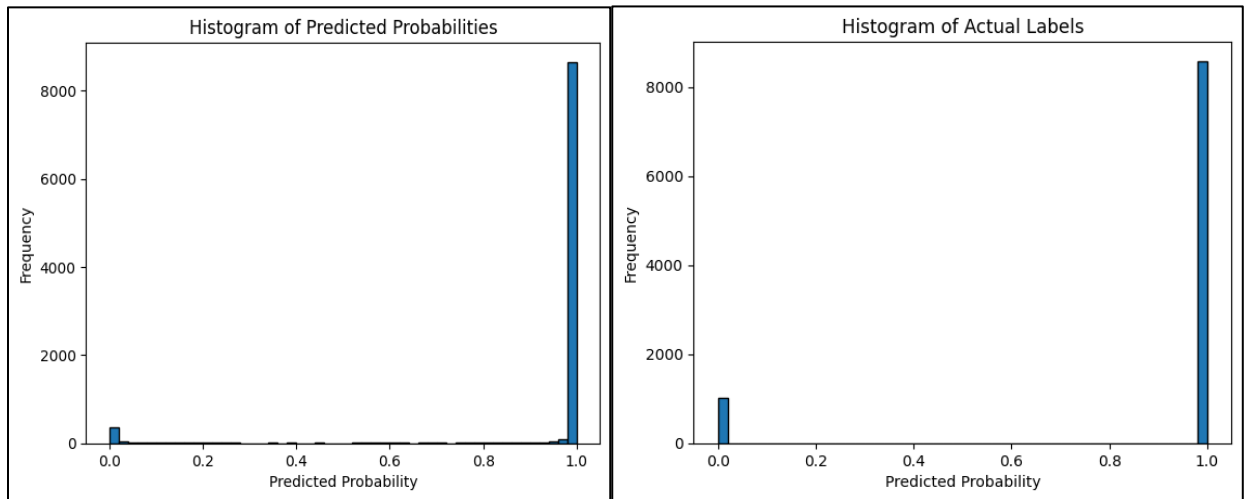 Histogram of Predicted Probabilities
8000
6000
4000
2000
0
Frequency
0.0 0.2 0.4 0.6 0.8 1.0
Predicted Probability
Histogram of Actual Labels
8000
6000
4000
2000
0
Frequency
0.0 0.2 0.4 0.6 0.8 1.0
Predicted Probability